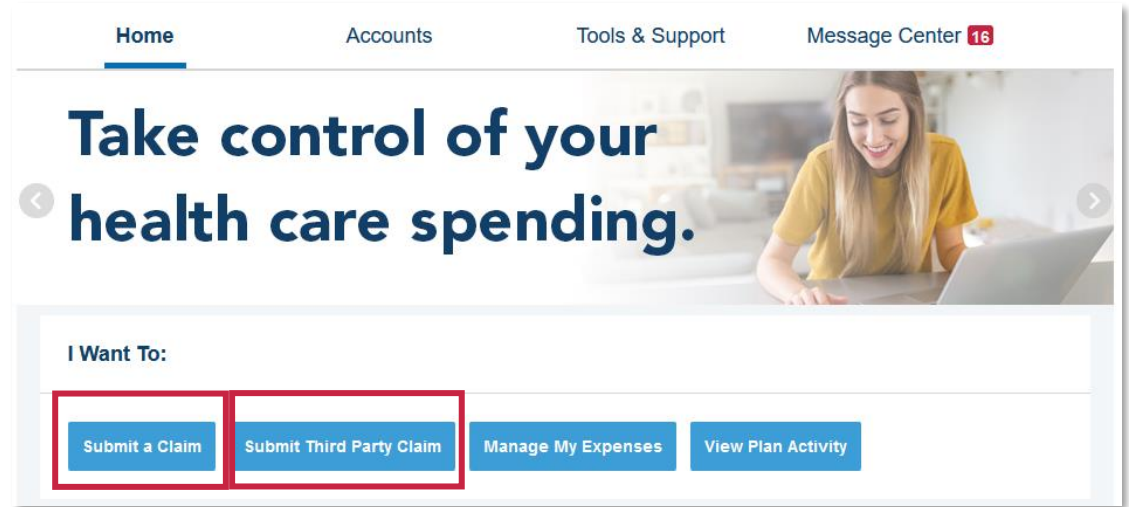 Home Accounts Tools & Support Message Center 16
Take control of your
health care spending.
I Want To:
Submit a Claim Submit Third Party Claim Manage My Expenses View Plan Activity